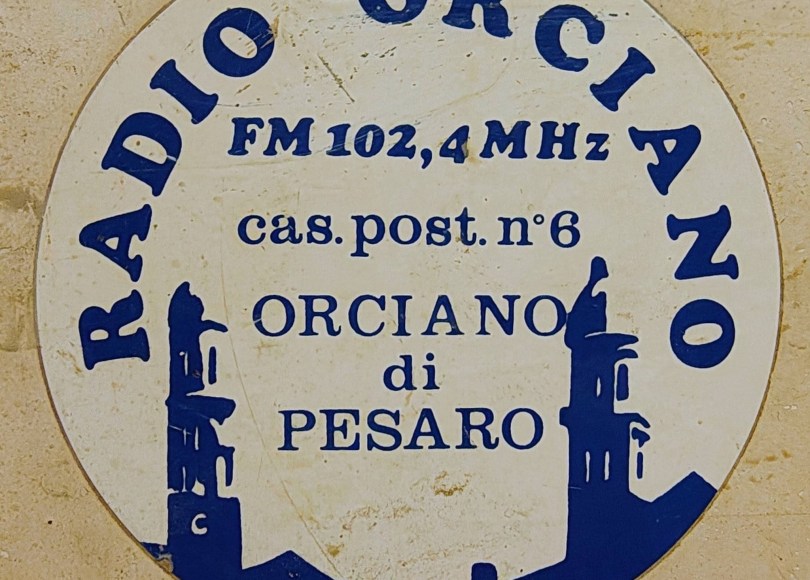 RADIO ORCIANO
FM 102,4 MHz
cas. post. n°6
ORCIANO
di
PESARO